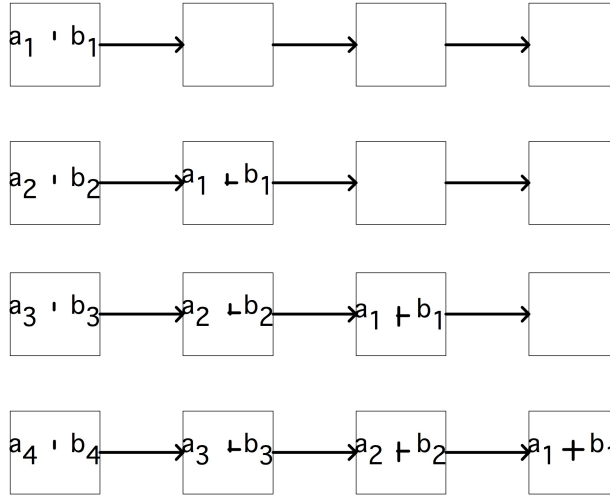 a₁ ' b₁
a₂ ' b₂ a₁ ⌞ b₁
a₃ ' b₃ a₂ ⌞ b₂ a₁ + b₁
a₄ ' b₄ a₃ ⌞ b₃ a₂ + b₂ a₁ + b₁